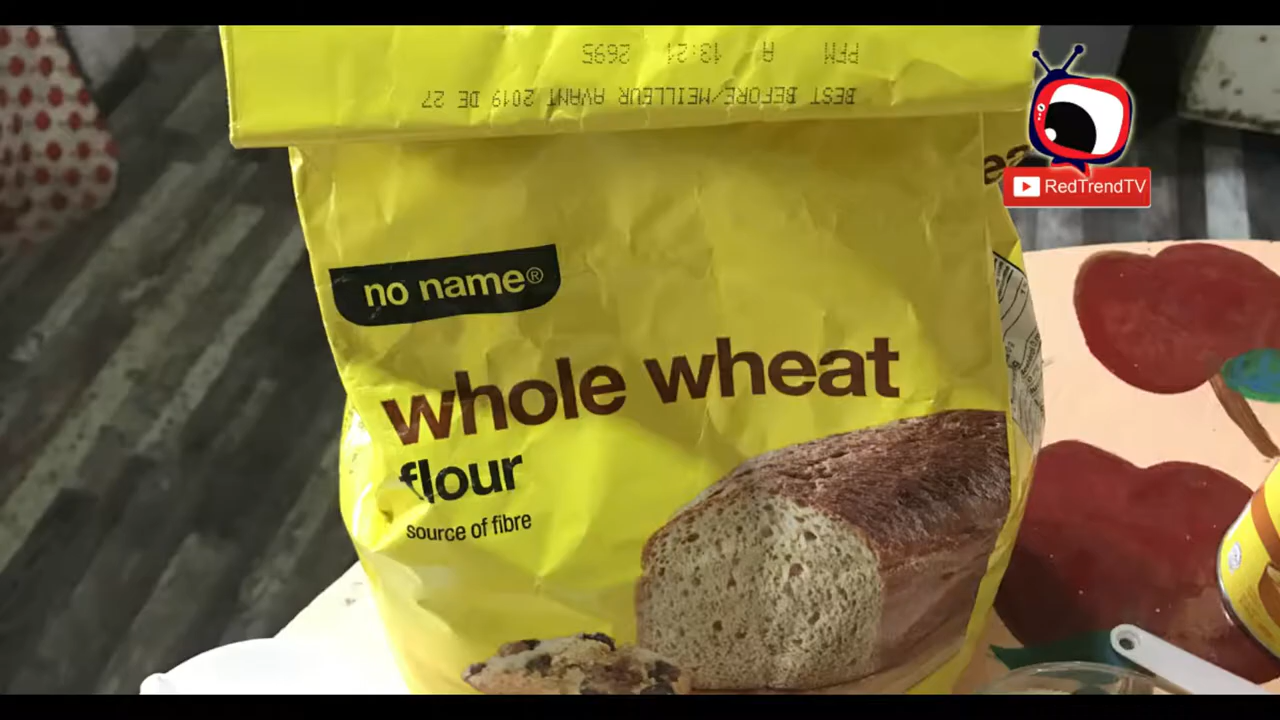 PFM A 13:21 2695
BEST BEFORE/MEILLEUR AVANT 2019 DE 27
RedTrendTV
no name®
whole wheat
flour
source of fibre